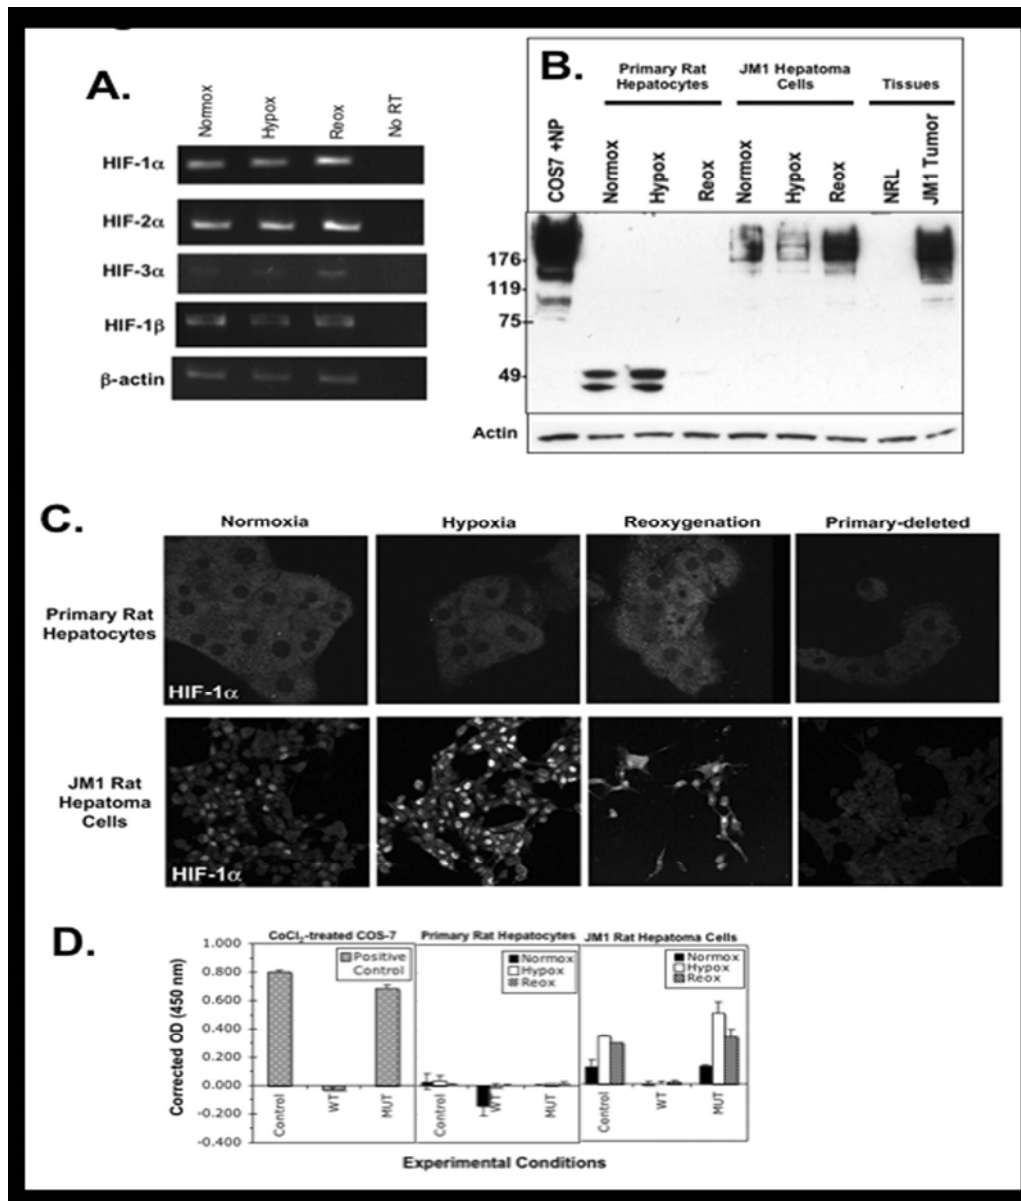 A.
Normox
Hypox
Reox
No RT
HIF-1α
HIF-2α
HIF-3α
HIF-1β
β-actin
B.
Primary Rat
Hepatocytes
JM1 Hepatoma
Cells
Tissues
COS7 +NP
Normox
Hypox
Reox
Normox
Hypox
Reox
NRL
JM1 Tumor
176
119
75
49
Actin
C.
Normoxia
Hypoxia
Reoxygenation
Primary-deleted
Primary Rat
Hepatocytes
HIF-1α
JM1 Rat
Hepatoma
Cells
HIF-1α
D.
CoCl2-treated COS-7
Primary Rat Hepatocytes
JM1 Rat Hepatoma Cells
Corrected OD (450 nm)
1.000
0.800
0.600
0.400
0.200
0.000
-0.200
-0.400
Positive
Control
Normox
Hypox
Reox
Normox
Hypox
Reox
Control
WT
MUT
Control
WT
MUT
Control
WT
MUT
Experimental Conditions